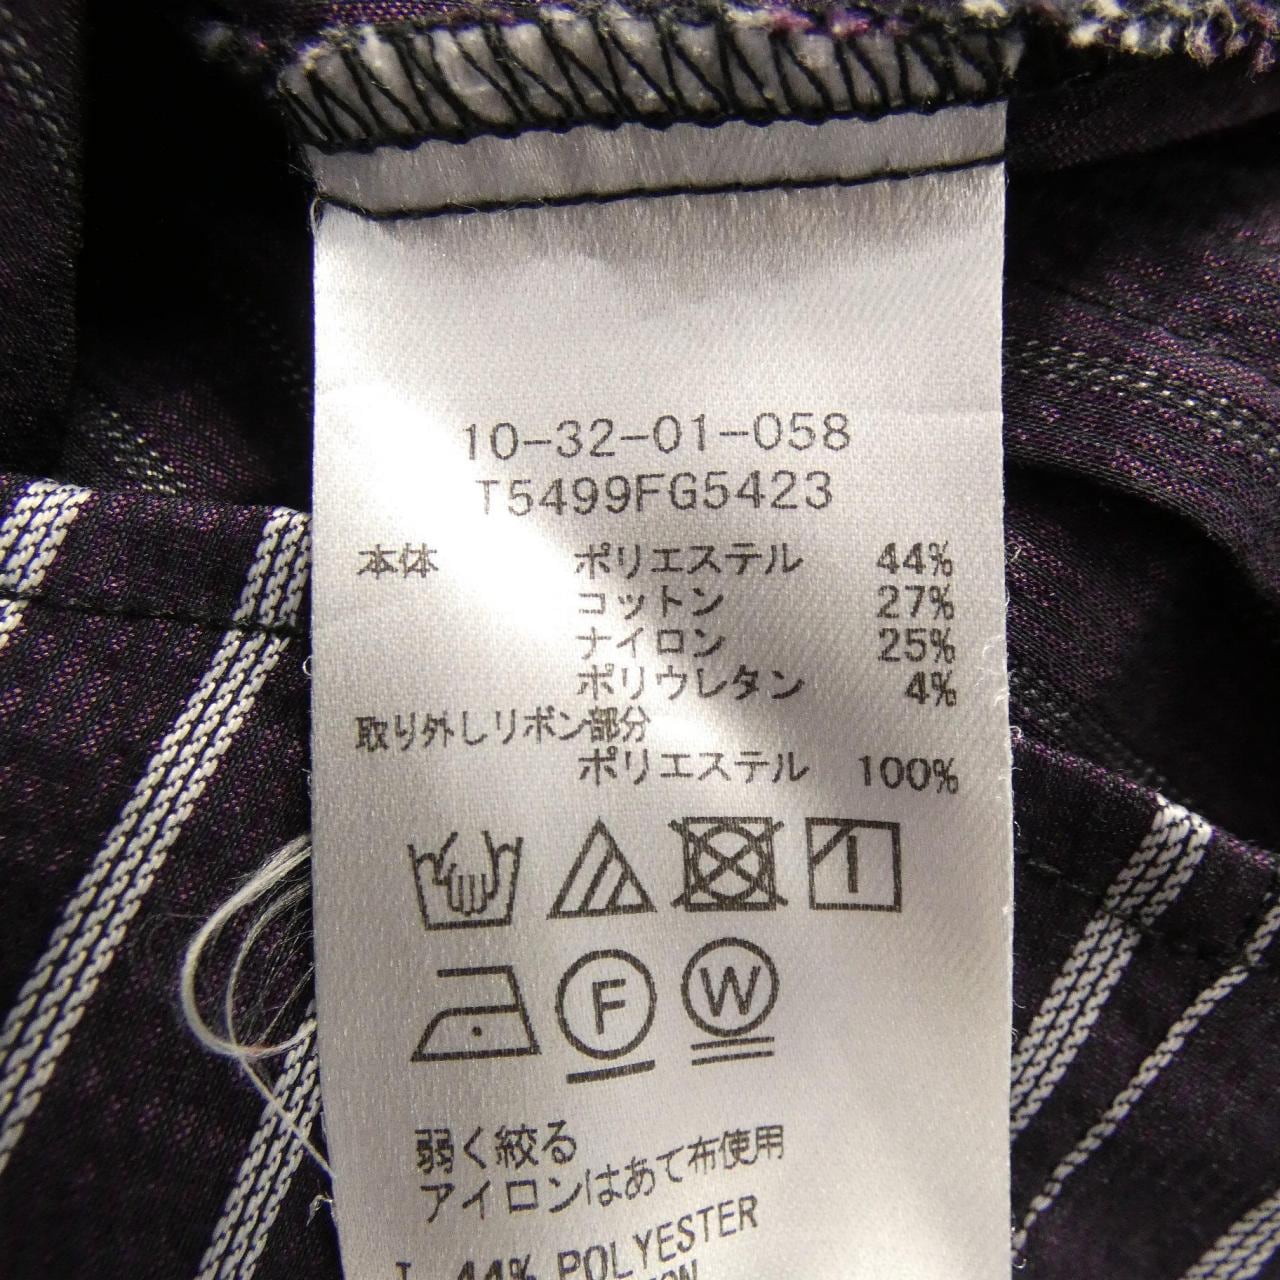 10-32-01-058
T5499FG5423
本体 ポリエステル 44%
コットン 27%
ナイロン 25%
ポリウレタン 4%
取り外しリボン部分
ポリエステル 100%
F W
弱く絞る
アイロンはあて布使用
44% POLYESTER